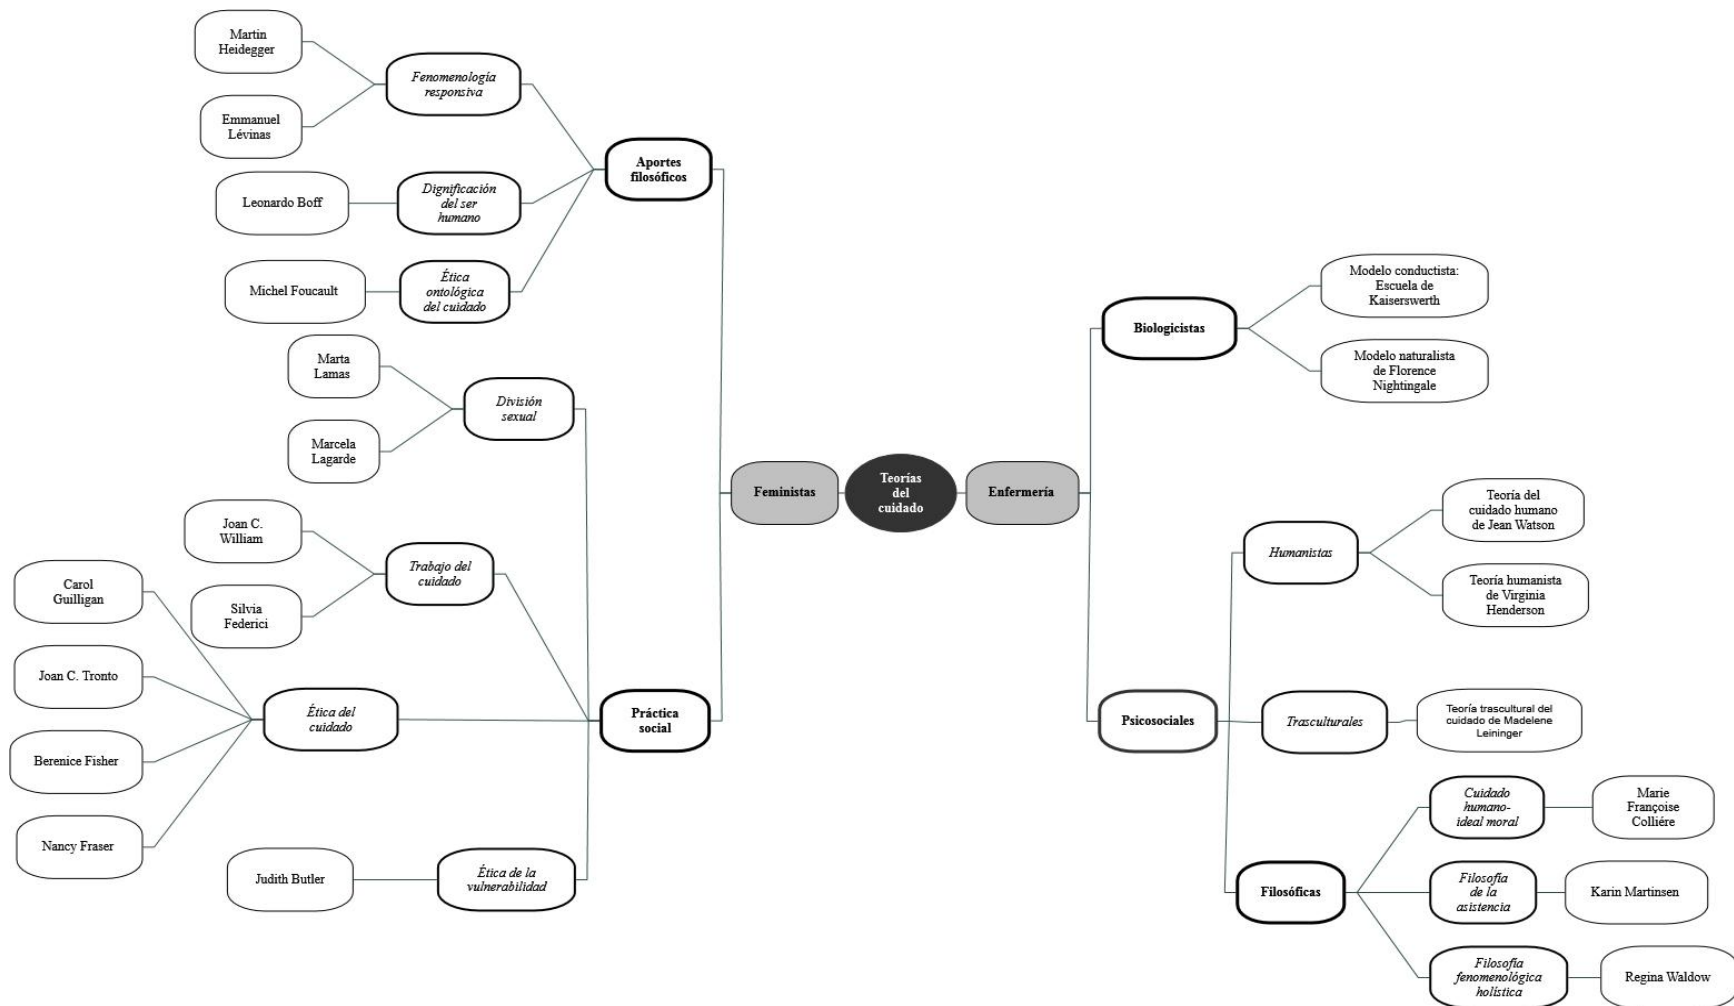 Martin
Heidegger
Emmanuel
Lévinas
Fenomenología
responsiva
Leonardo Boff
Dignificación
del ser
humano
Michel Foucault
Ética
ontológica
del cuidado
Aportes
filosóficos
Marta
Lamas
Marcela
Lagarde
División
sexual
Joan C.
William
Silvia
Federici
Trabajo del
cuidado
Carol
Guilligan
Joan C. Tronto
Berenice Fisher
Nancy Fraser
Ética del
cuidado
Judith Butler
Ética de la
vulnerabilidad
Práctica
social
Feministas
Teorías
del
cuidado
Enfermería
Biologicistas
Modelo conductista:
Escuela de
Kaiserswerth
Modelo naturalista
de Florence
Nightingale
Psicosociales
Humanistas
Teoría del
cuidado humano
de Jean Watson
Teoría humanista
de Virginia
Henderson
Trasculturales
Teoría trascultural del
cuidado de Madelene
Leininger
Filosóficas
Cuidado
humano-
ideal moral
Marie
Françoise
Colliére
Filosofía
de la
asistencia
Karin Martinsen
Filosofía
fenomenológica
holística
Regina Waldow